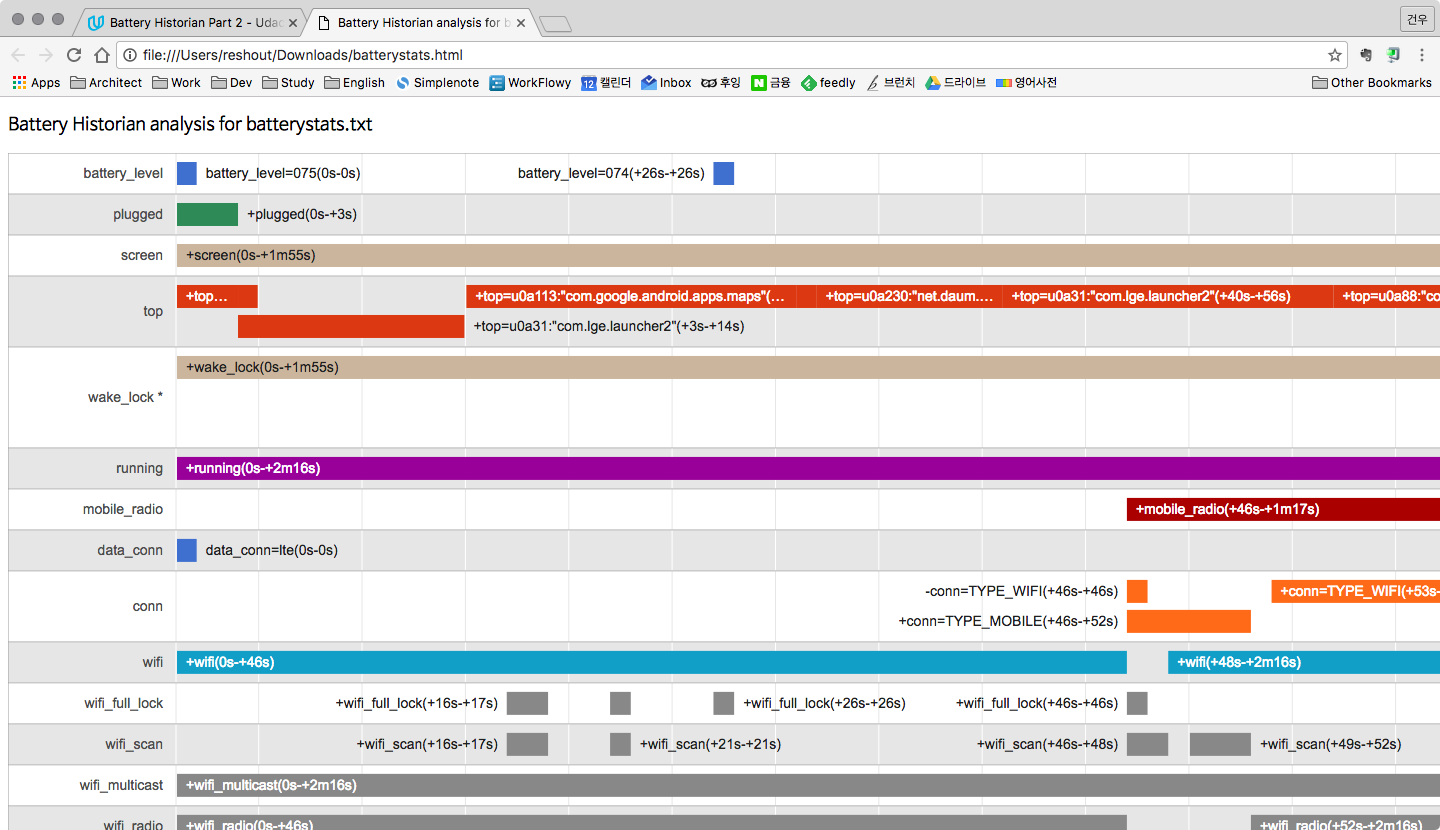 Battery Historian Part 2 - Udac
Battery Historian analysis for b
건우
file:///Users/reshout/Downloads/batterystats.html
Apps Architect Work Dev Study English Simplenote WorkFlowy 12 캘린더 Inbox 후잉 N 금융 feedly 브런치 드라이브 영어사전 Other Bookmarks
Battery Historian analysis for batterystats.txt
battery_level battery_level=075(0s-0s) battery_level=074(+26s-+26s)
plugged +plugged(0s-+3s)
screen +screen(0s-+1m55s)
+top… +top=u0a113:"com.google.android.apps.maps"(… +top=u0a230:"net.daum.… +top=u0a31:"com.lge.launcher2"(+40s-+56s) +top=u0a88:"co
top
+top=u0a31:"com.lge.launcher2"(+3s-+14s)
+wake_lock(0s-+1m55s)
wake_lock *
running +running(0s-+2m16s)
mobile_radio +mobile_radio(+46s-+1m17s)
data_conn data_conn=lte(0s-0s)
-conn=TYPE_WIFI(+46s-+46s) +conn=TYPE_WIFI(+53s-
conn
+conn=TYPE_MOBILE(+46s-+52s)
wifi +wifi(0s-+46s) +wifi(+48s-+2m16s)
wifi_full_lock +wifi_full_lock(+16s-+17s) +wifi_full_lock(+26s-+26s) +wifi_full_lock(+46s-+46s)
wifi_scan +wifi_scan(+16s-+17s) +wifi_scan(+21s-+21s) +wifi_scan(+46s-+48s) +wifi_scan(+49s-+52s)
wifi_multicast +wifi_multicast(0s-+2m16s)
wifi_radio +wifi_radio(0s-+46s) +wifi_radio(+52s-+2m16s)